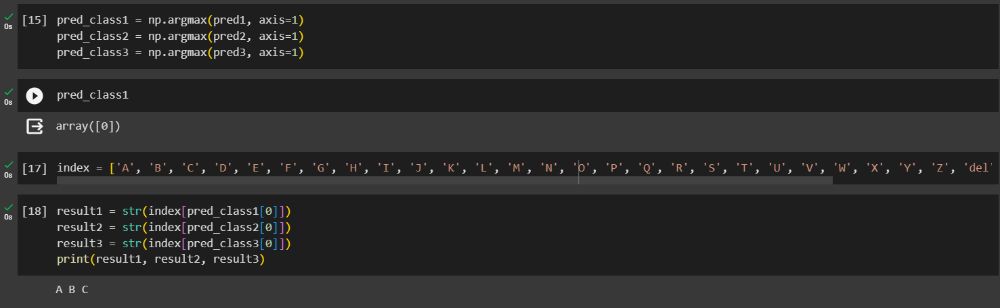 [15] pred_class1 = np.argmax(pred1, axis=1)
pred_class2 = np.argmax(pred2, axis=1)
pred_class3 = np.argmax(pred3, axis=1)
0s
pred_class1
0s
array([0])
[17] index = ['A', 'B', 'C', 'D', 'E', 'F', 'G', 'H', 'I', 'J', 'K', 'L', 'M', 'N', 'O', 'P', 'Q', 'R', 'S', 'T', 'U', 'V', 'W', 'X', 'Y', 'Z', 'del'
0s
[18] result1 = str(index[pred_class1[0]])
0s
result2 = str(index[pred_class2[0]])
result3 = str(index[pred_class3[0]])
print(result1, result2, result3)
A B C